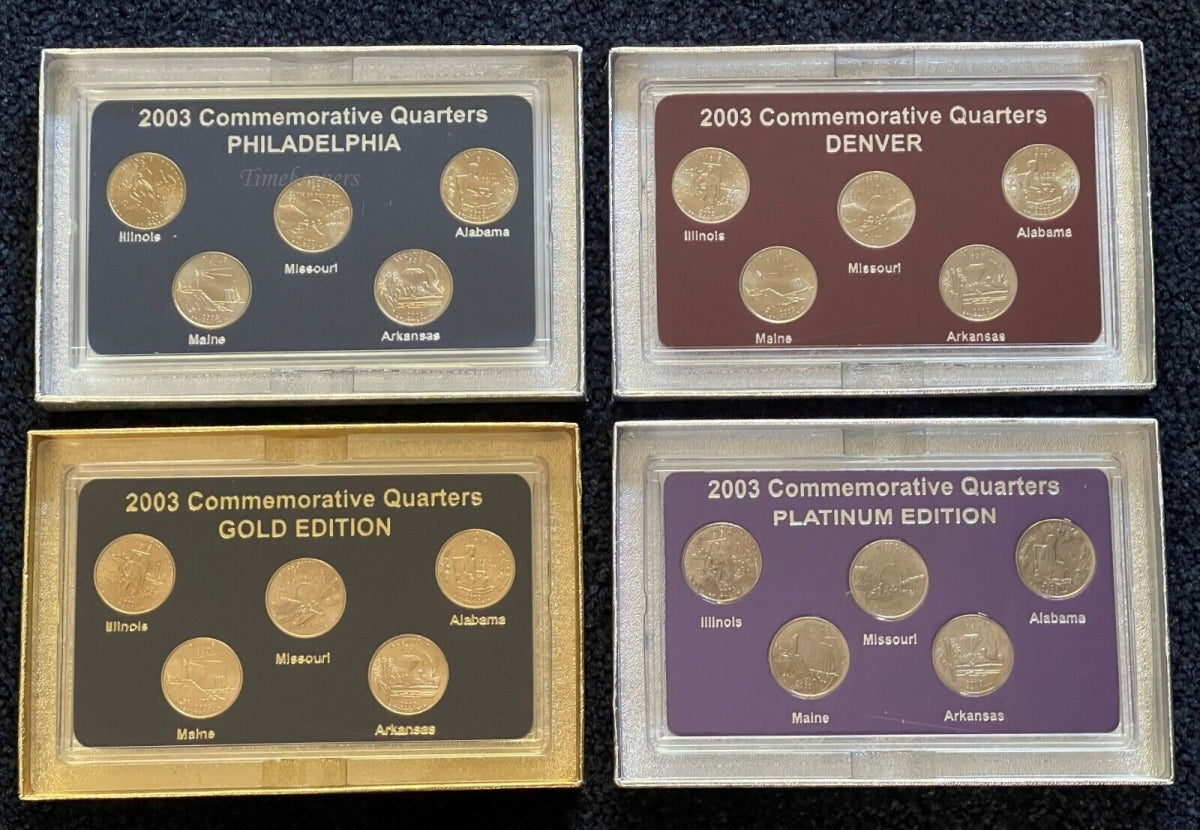 2003 Commemorative Quarters
PHILADELPHIA
Timekeepers
Illinois
Missouri
Alabama
Maine
Arkansas
2003 Commemorative Quarters
DENVER
Illinois
Missouri
Alabama
Maine
Arkansas
2003 Commemorative Quarters
GOLD EDITION
Illinois
Missouri
Alabama
Maine
Arkansas
2003 Commemorative Quarters
PLATINUM EDITION
Illinois
Missouri
Alabama
Maine
Arkansas